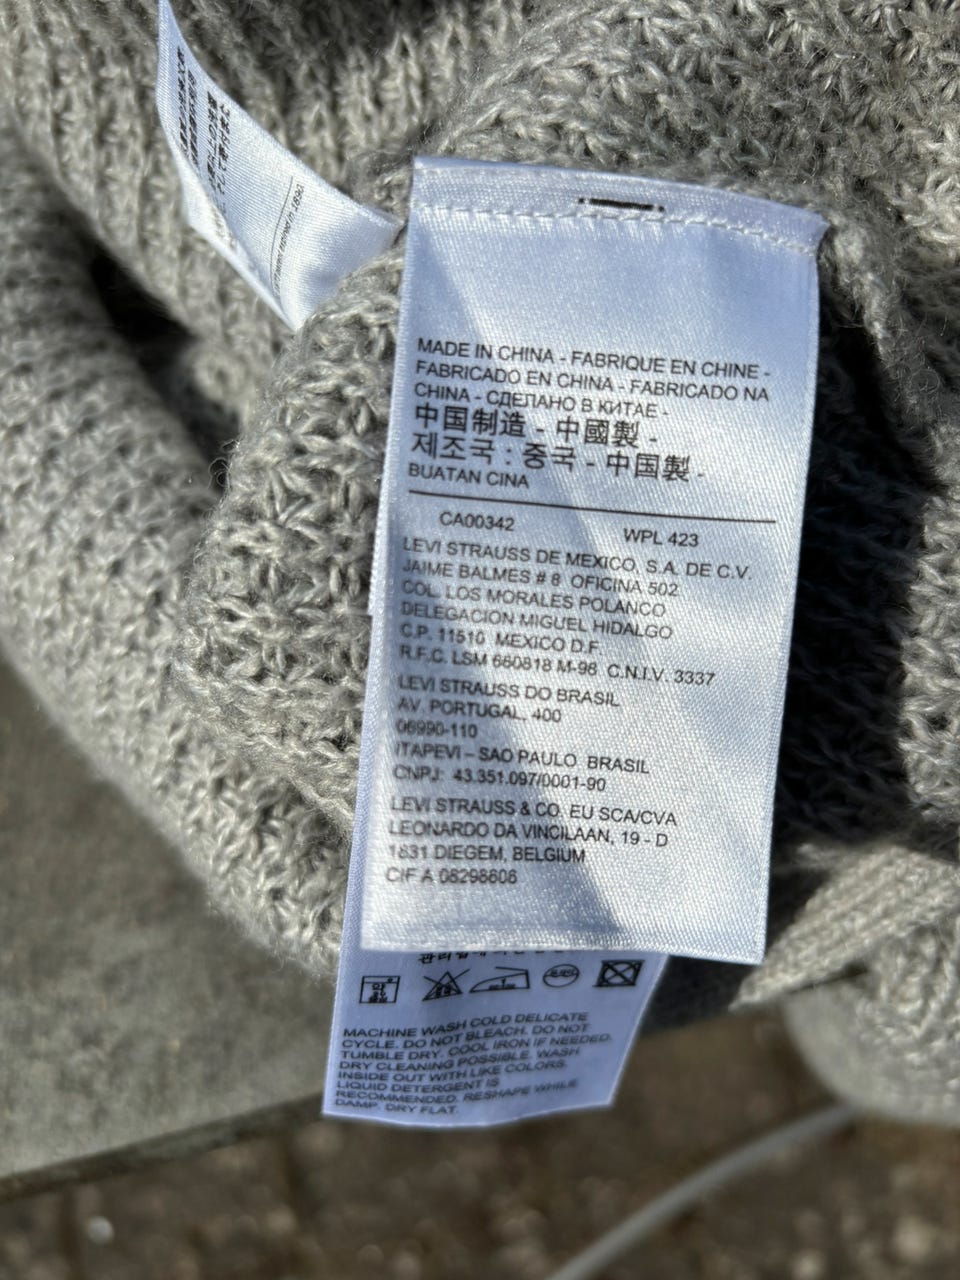 MADE IN CHINA - FABRIQUE EN CHINE -
FABRICADO EN CHINA - FABRICADO NA
CHINA - СДЕЛАНО В КИТАЕ -
中国制造 - 中國製 -
제조국 : 중국 - 中国製 -
BUATAN CINA
CA00342 WPL 423
LEVI STRAUSS DE MEXICO, S.A. DE C.V.
JAIME BALMES # 8 OFICINA 502
COL. LOS MORALES POLANCO
DELEGACION MIGUEL HIDALGO
C.P. 11510 MEXICO D.F.
R.F.C. LSM 660818 M-96 C.N.I.V. 3337
LEVI STRAUSS DO BRASIL
AV. PORTUGAL, 400
06990-110
ITAPEVI – SAO PAULO BRASIL
CNPJ: 43.351.097/0001-90
LEVI STRAUSS & CO. EU SCA/CVA
LEONARDO DA VINCILAAN, 19 - D
1831 DIEGEM, BELGIUM
CIF A 08298606
MACHINE WASH COLD DELICATE
CYCLE. DO NOT BLEACH. DO NOT
TUMBLE DRY. COOL IRON IF NEEDED.
DRY CLEANING POSSIBLE. WASH
INSIDE OUT WITH LIKE COLORS.
LIQUID DETERGENT IS
RECOMMENDED. RESHAPE WHILE
DAMP. DRY FLAT.
in 1890.